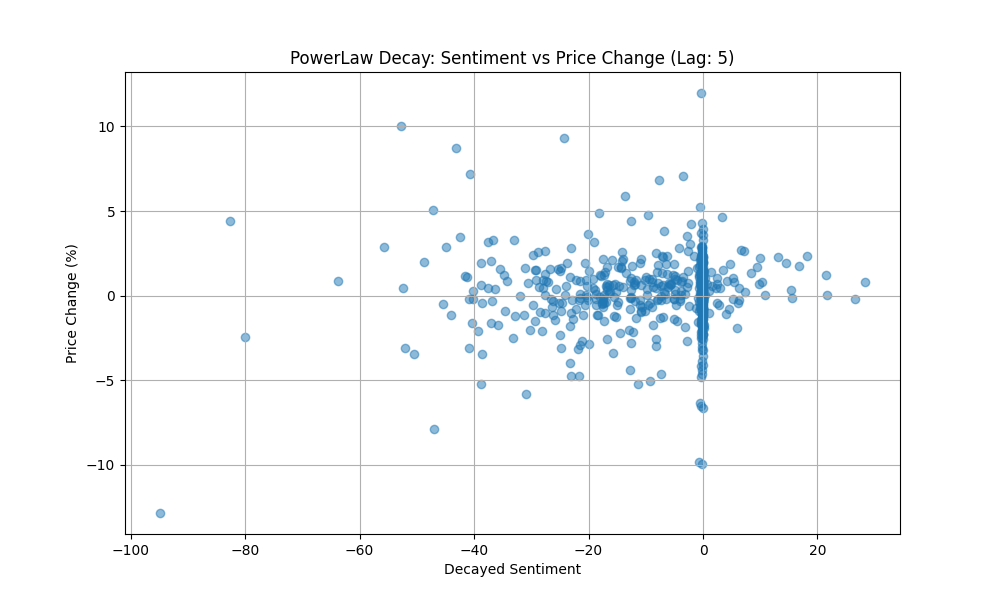 PowerLaw Decay: Sentiment vs Price Change (Lag: 5)
Price Change (%)
10
5
0
−5
−10
−100 −80 −60 −40 −20 0 20
Decayed Sentiment